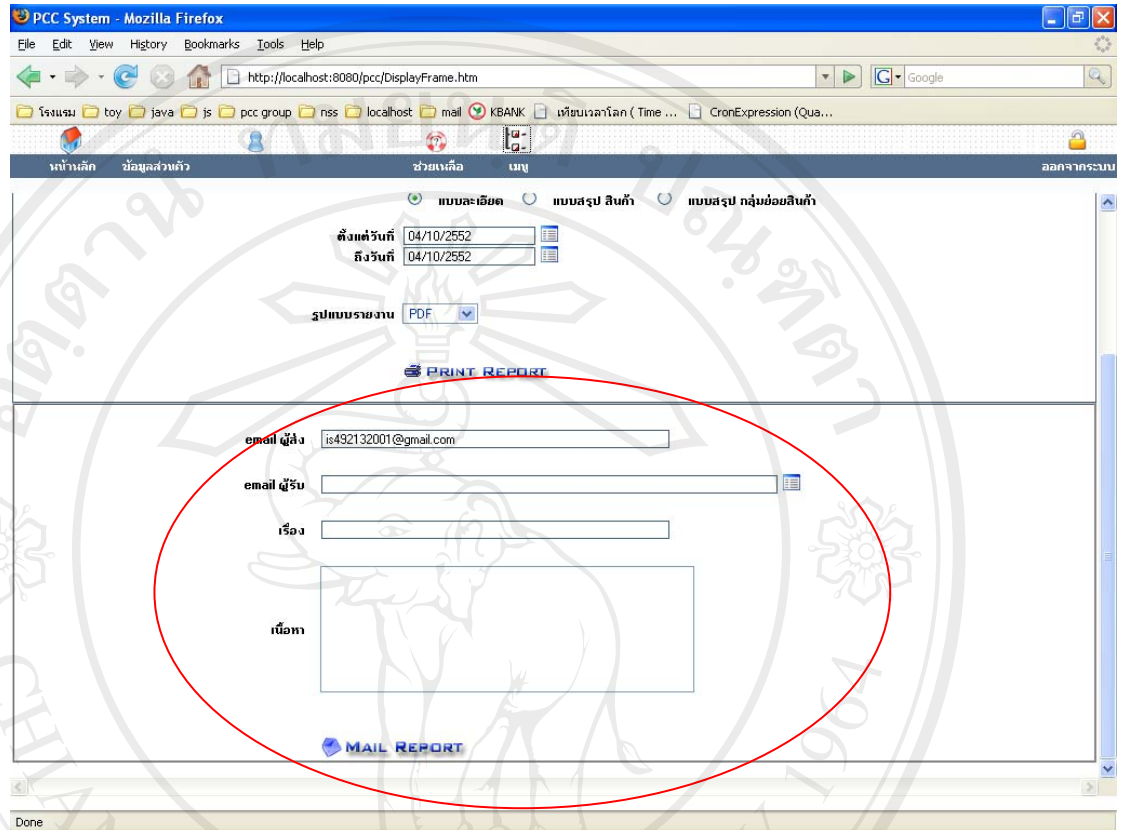 PCC System - Mozilla Firefox
File Edit View History Bookmarks Tools Help
http://localhost:8080/pcc/DisplayFrame.htm Google
โรงแรม toy java js pcc group nss localhost mail KBANK เทียบเวลาโลก ( Time ... CronExpression (Qua...
หน้าหลัก ข้อมูลส่วนตัว ช่วยเหลือ เมนู ออกจากระบบ
แบบละเอียด แบบสรุป สินค้า แบบสรุป กลุ่มย่อยสินค้า
ตั้งแต่วันที่ 04/10/2552
ถึงวันที่ 04/10/2552
รูปแบบรายงาน PDF
PRINT REPORT
email ผู้ส่ง is492132001@gmail.com
email ผู้รับ
เรื่อง
เนื้อหา
MAIL REPORT
Done
1964